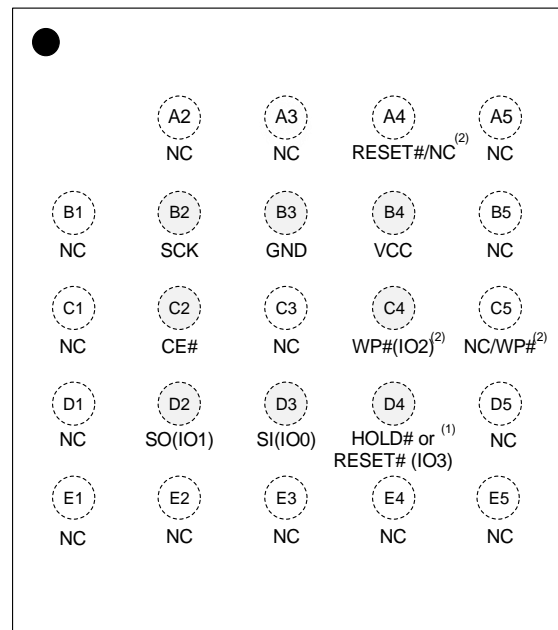 A2 A3 A4 A5
NC NC RESET#/NC(2) NC
B1 B2 B3 B4 B5
NC SCK GND VCC NC
C1 C2 C3 C4 C5
NC CE# NC WP#(IO2)(2) NC/WP#(2)
D1 D2 D3 D4 D5
NC SO(IO1) SI(IO0) HOLD# or (1) NC
RESET# (IO3)
E1 E2 E3 E4 E5
NC NC NC NC NC